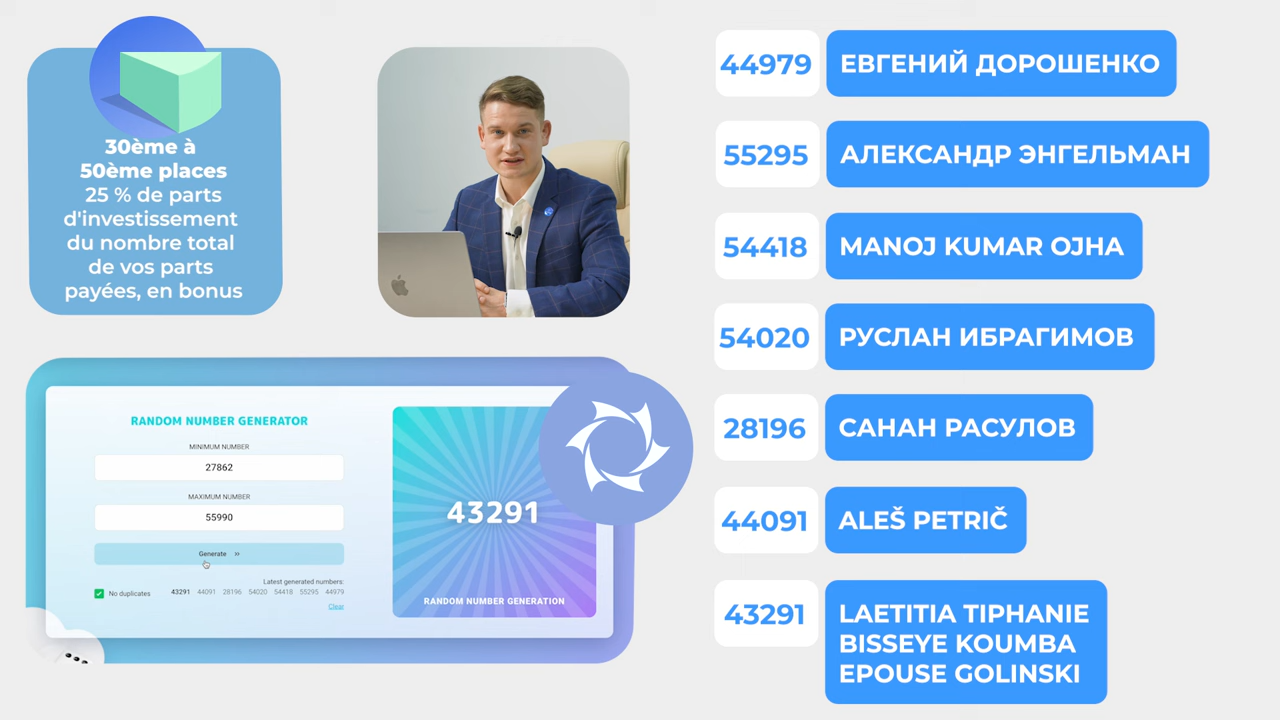 30ème à
50ème places
25 % de parts
d'investissement
du nombre total
de vos parts
payées, en bonus
RANDOM NUMBER GENERATOR
MINIMUM NUMBER
27862
MAXIMUM NUMBER
55990
Generate >>
Latest generated numbers:
No duplicates
43291 44091 28196 54020 54418 55295 44979
Clear
43291
RANDOM NUMBER GENERATION
44979 ЕВГЕНИЙ ДОРОШЕНКО
55295 АЛЕКСАНДР ЭНГЕЛЬМАН
54418 MANOJ KUMAR OJHA
54020 РУСЛАН ИБРАГИМОВ
28196 САНАН РАСУЛОВ
44091 ALEŠ PETRIČ
43291 LAETITIA TIPHANIE
BISSEYE KOUMBA
EPOUSE GOLINSKI